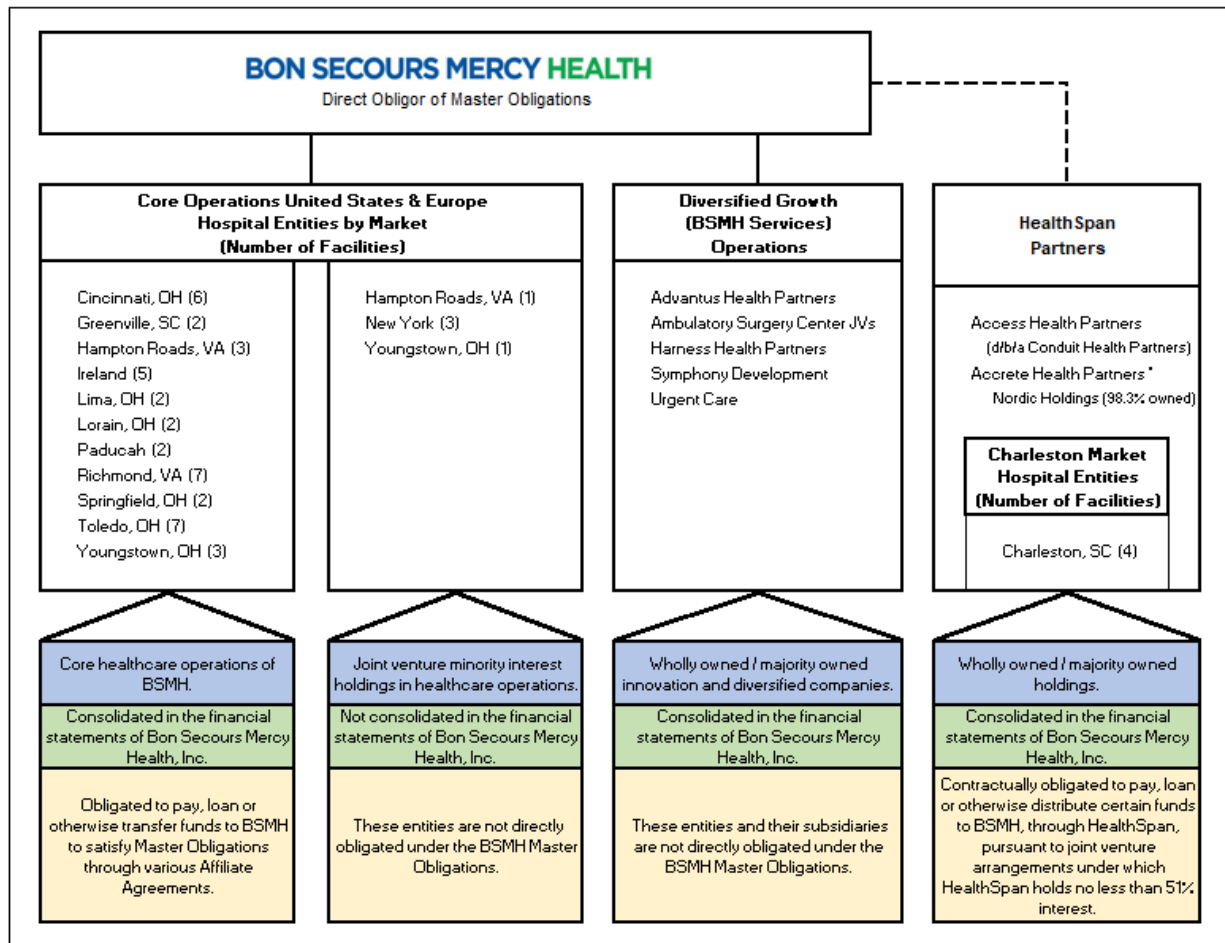 BON SECOURS MERCY HEALTH
Direct Obligor of Master Obligations
Core Operations United States & Europe
Hospital Entities by Market
(Number of Facilities)
Cincinnati, OH (6)
Greenville, SC (2)
Hampton Roads, VA (3)
Ireland (5)
Lima, OH (2)
Lorain, OH (2)
Paducah (2)
Richmond, VA (7)
Springfield, OH (2)
Toledo, OH (7)
Youngstown, OH (3)
Hampton Roads, VA (1)
New York (3)
Youngstown, OH (1)
Diversified Growth
(BSMH Services)
Operations
Advantus Health Partners
Ambulatory Surgery Center JVs
Harness Health Partners
Symphony Development
Urgent Care
HealthSpan
Partners
Access Health Partners
(d/b/a Conduit Health Partners)
Accrete Health Partners *
Nordic Holdings (98.3% owned)
Charleston Market
Hospital Entities
(Number of Facilities)
Charleston, SC (4)
Core healthcare operations of
BSMH.
Consolidated in the financial
statements of Bon Secours Mercy
Health, Inc.
Obligated to pay, loan or
otherwise transfer funds to BSMH
to satisfy Master Obligations
through various Affiliate
Agreements.
Joint venture minority interest
holdings in healthcare operations.
Not consolidated in the financial
statements of Bon Secours Mercy
Health, Inc.
These entities are not directly
obligated under the BSMH Master
Obligations.
Wholly owned / majority owned
innovation and diversified companies.
Consolidated in the financial
statements of Bon Secours Mercy
Health, Inc.
These entities and their subsidiaries
are not directly obligated under the
BSMH Master Obligations.
Wholly owned / majority owned
holdings.
Consolidated in the financial
statements of Bon Secours Mercy
Health, Inc.
Contractually obligated to pay, loan
or otherwise distribute certain funds
to BSMH, through HealthSpan,
pursuant to joint venture
arrangements under which
HealthSpan holds no less than 51%
interest.